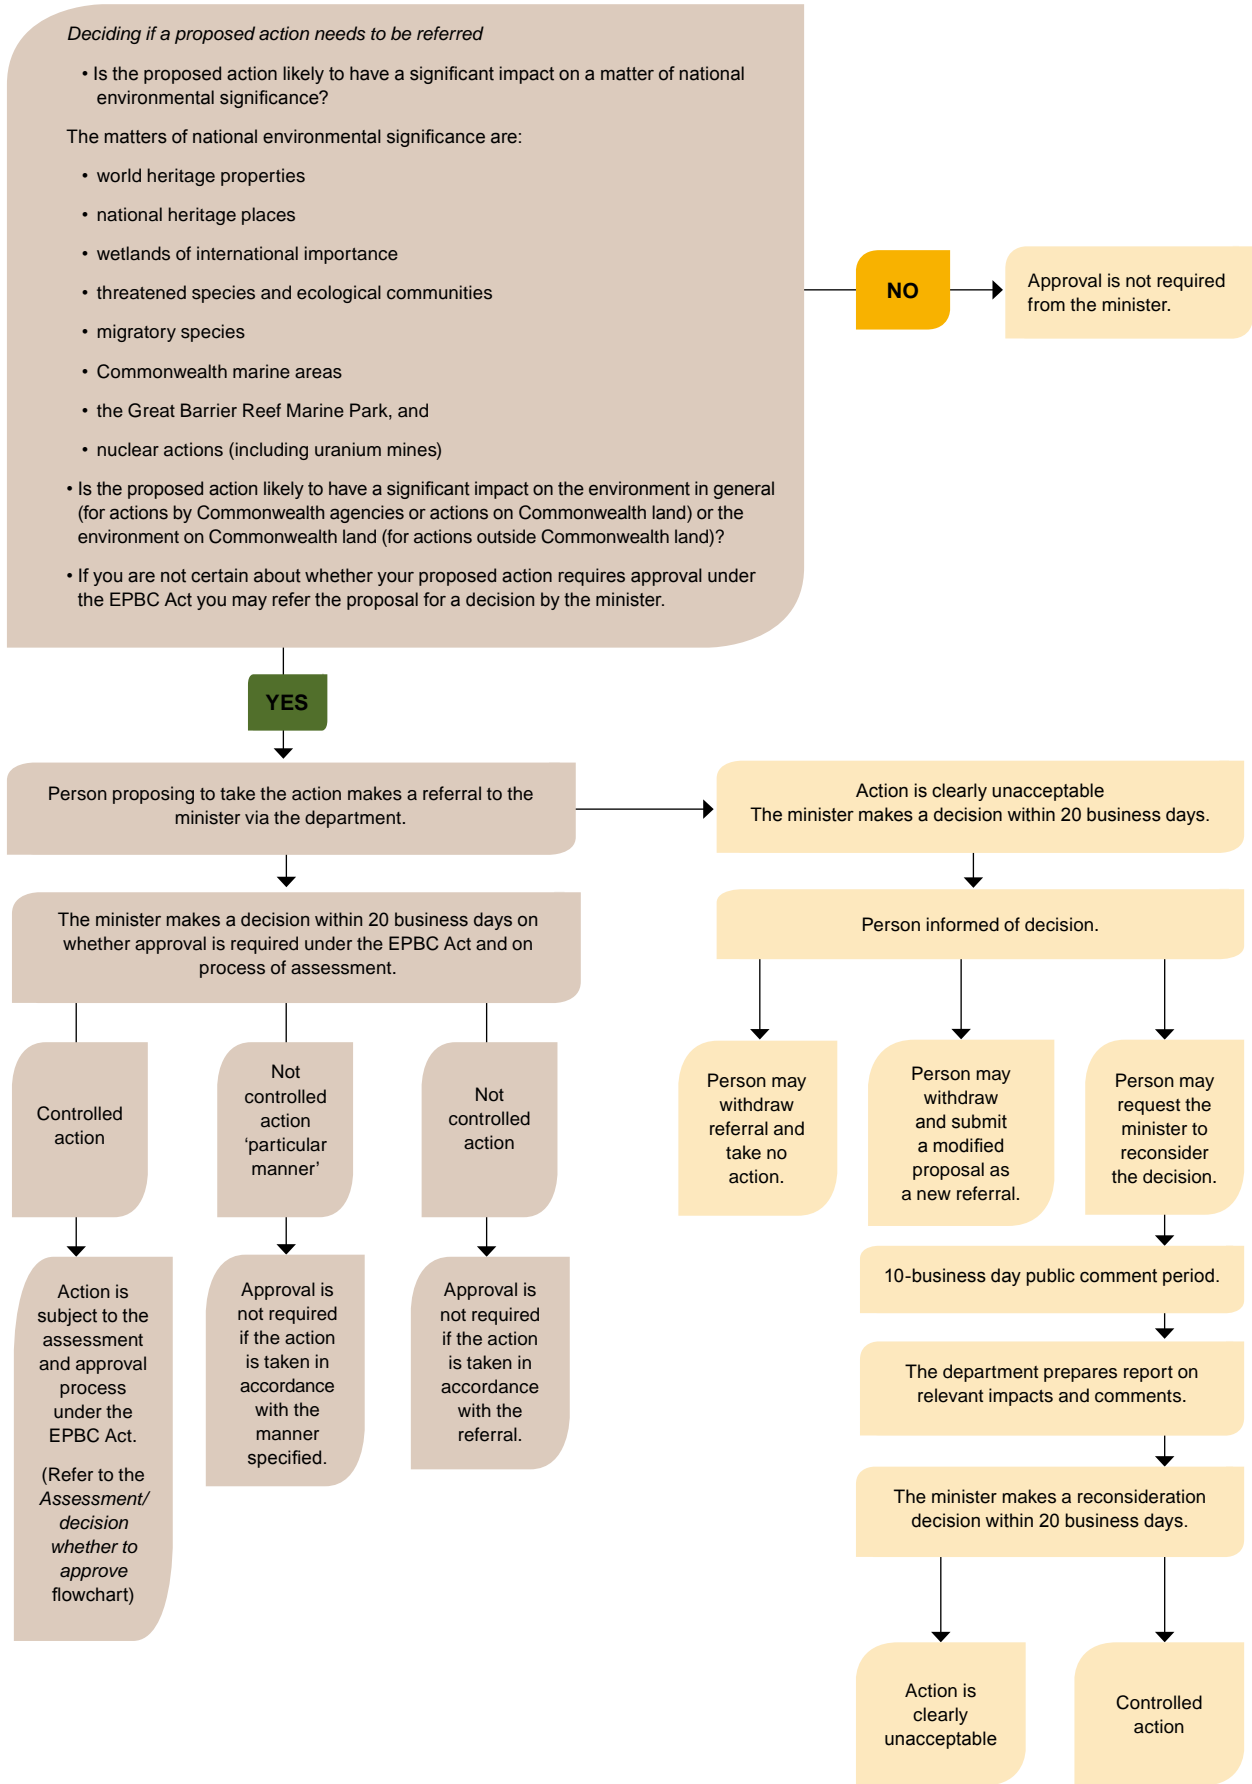 Deciding if a proposed action needs to be referred
• Is the proposed action likely to have a significant impact on a matter of national
environmental significance?
The matters of national environmental significance are:
• world heritage properties
• national heritage places
• wetlands of international importance
• threatened species and ecological communities
• migratory species
• Commonwealth marine areas
• the Great Barrier Reef Marine Park, and
• nuclear actions (including uranium mines)
• Is the proposed action likely to have a significant impact on the environment in general
(for actions by Commonwealth agencies or actions on Commonwealth land) or the
environment on Commonwealth land (for actions outside Commonwealth land)?
• If you are not certain about whether your proposed action requires approval under
the EPBC Act you may refer the proposal for a decision by the minister.
NO
Approval is not required
from the minister.
YES
Person proposing to take the action makes a referral to the
minister via the department.
Action is clearly unacceptable
The minister makes a decision within 20 business days.
The minister makes a decision within 20 business days on
whether approval is required under the EPBC Act and on
process of assessment.
Person informed of decision.
Controlled
action
Not
controlled
action
‘particular
manner’
Not
controlled
action
Person may
withdraw
referral and
take no
action.
Person may
withdraw
and submit
a modified
proposal as
a new referral.
Person may
request the
minister to
reconsider
the decision.
Action is
subject to the
assessment
and approval
process
under the
EPBC Act.
(Refer to the
Assessment/
decision
whether to
approve
flowchart)
Approval is
not required
if the action
is taken in
accordance
with the
manner
specified.
Approval is
not required
if the action
is taken in
accordance
with the
referral.
10-business day public comment period.
The department prepares report on
relevant impacts and comments.
The minister makes a reconsideration
decision within 20 business days.
Action is
clearly
unacceptable
Controlled
action